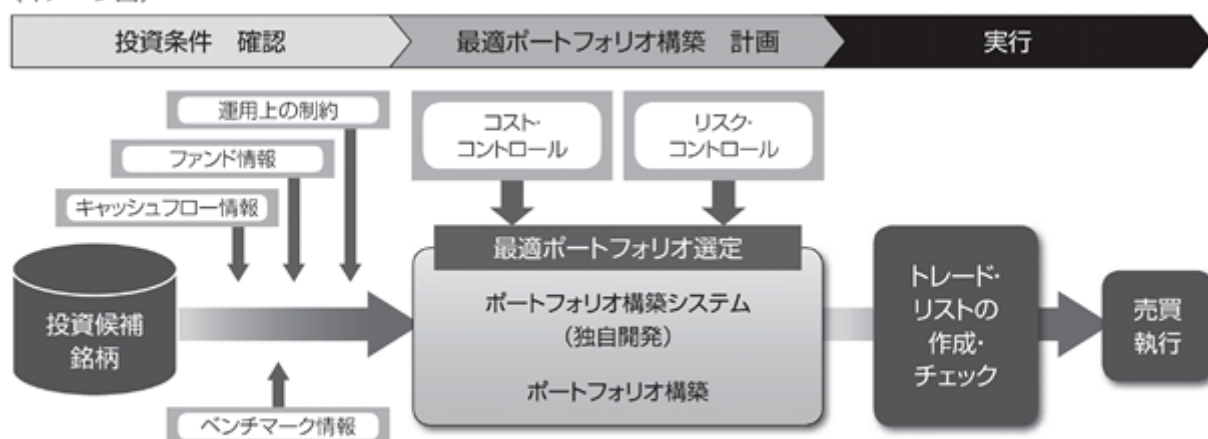 投資条件　確認
最適ポートフォリオ構築　計画
実行
運用上の制約
ファンド情報
キャッシュフロー情報
コスト・
コントロール
リスク・
コントロール
投資候補
銘柄
最適ポートフォリオ選定
ポートフォリオ構築システム
（独自開発）
ポートフォリオ構築
トレード・
リストの
作成・
チェック
売買
執行
ベンチマーク情報